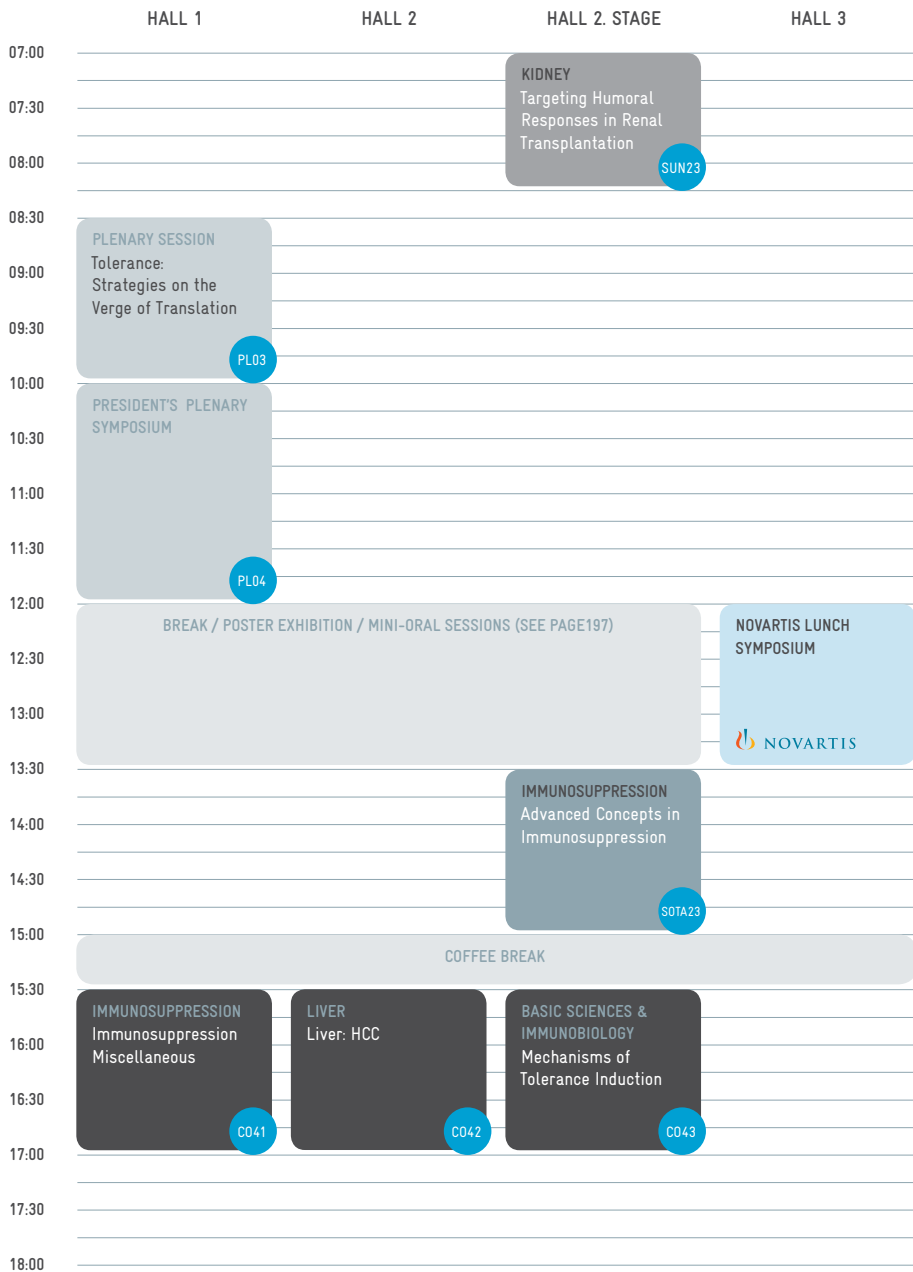 HALL 1
HALL 2
HALL 2. STAGE
HALL 3
07:00
KIDNEY
Targeting Humoral
Responses in Renal
Transplantation
SUN23
07:30
08:00
08:30
PLENARY SESSION
Tolerance:
Strategies on the
Verge of Translation
PL03
09:00
09:30
10:00
PRESIDENT'S PLENARY
SYMPOSIUM
PL04
10:30
11:00
11:30
12:00
BREAK / POSTER EXHIBITION / MINI-ORAL SESSIONS (SEE PAGE197)
NOVARTIS LUNCH
SYMPOSIUM
NOVARTIS
12:30
13:00
13:30
IMMUNOSUPPRESSION
Advanced Concepts in
Immunosuppression
SOTA23
14:00
14:30
15:00
COFFEE BREAK
15:30
IMMUNOSUPPRESSION
Immunosuppression
Miscellaneous
CO41
LIVER
Liver: HCC
CO42
BASIC SCIENCES &
IMMUNOBIOLOGY
Mechanisms of
Tolerance Induction
CO43
16:00
16:30
17:00
17:30
18:00